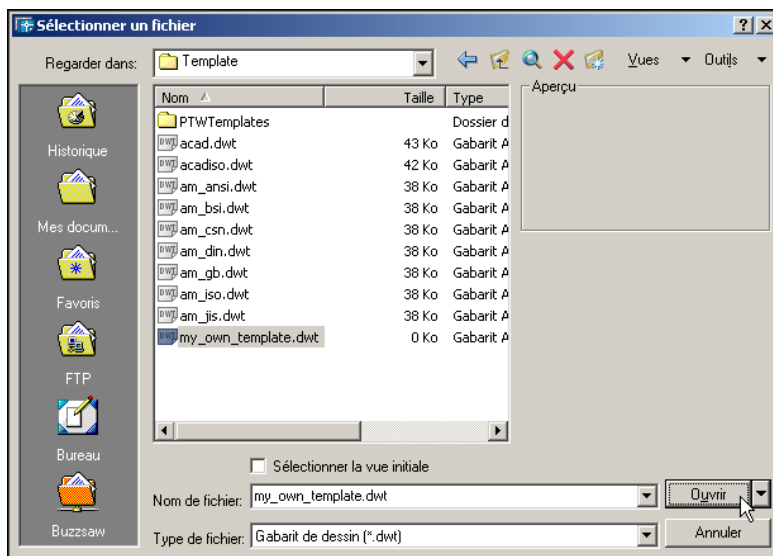 Sélectionner un fichier
Regarder dans: Template
Vues Outils
Historique
Mes docum...
Favoris
FTP
Bureau
Buzzsaw
Nom Taille Type
PTWTemplates Dossier d
acad.dwt 43 Ko Gabarit A
acadiso.dwt 42 Ko Gabarit A
am_ansi.dwt 38 Ko Gabarit A
am_bsi.dwt 38 Ko Gabarit A
am_csn.dwt 38 Ko Gabarit A
am_din.dwt 38 Ko Gabarit A
am_gb.dwt 38 Ko Gabarit A
am_iso.dwt 38 Ko Gabarit A
am_jis.dwt 38 Ko Gabarit A
my_own_template.dwt 0 Ko Gabarit A
Aperçu
Sélectionner la vue initiale
Nom de fichier: my_own_template.dwt Ouvrir
Type de fichier: Gabarit de dessin (*.dwt) Annuler